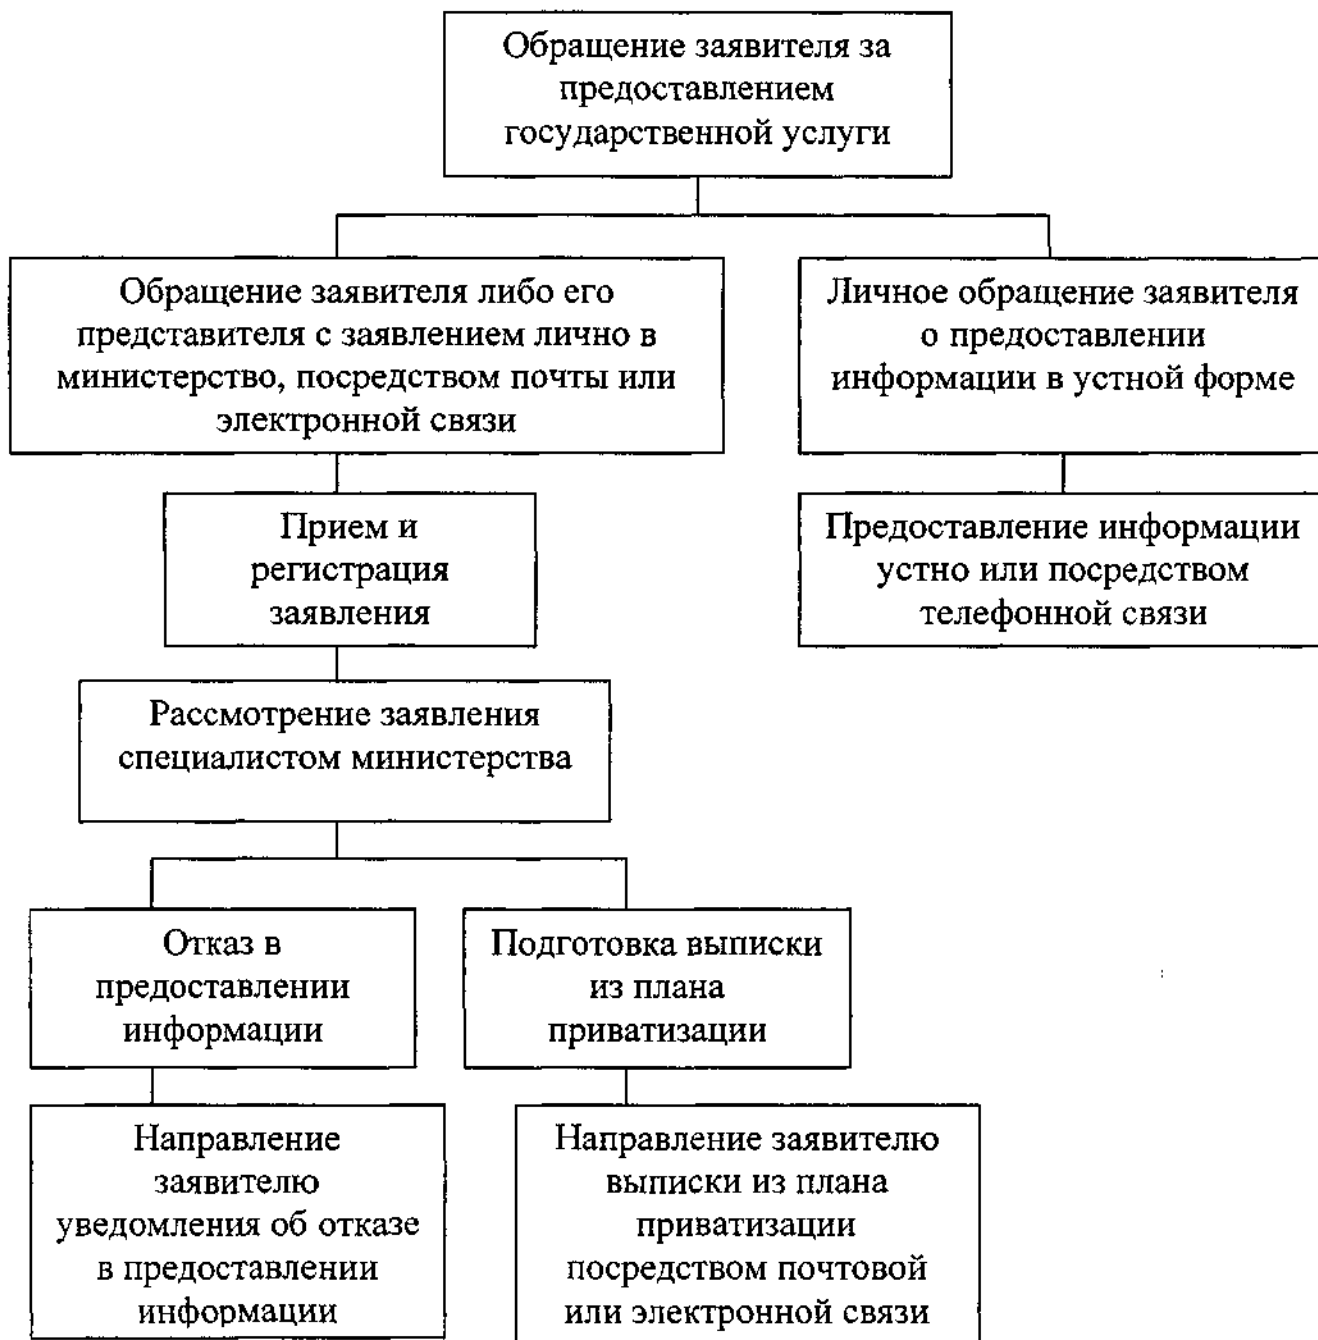 Обращение заявителя за
предоставлением
государственной услуги
Обращение заявителя либо его
представителя с заявлением лично в
министерство, посредством почты или
электронной связи
Личное обращение заявителя
о предоставлении
информации в устной форме
Прием и
регистрация
заявления
Предоставление информации
устно или посредством
телефонной связи
Рассмотрение заявления
специалистом министерства
Отказ в
предоставлении
информации
Подготовка выписки
из плана
приватизации
Направление
заявителю
уведомления об отказе
в предоставлении
информации
Направление заявителю
выписки из плана
приватизации
посредством почтовой
или электронной связи